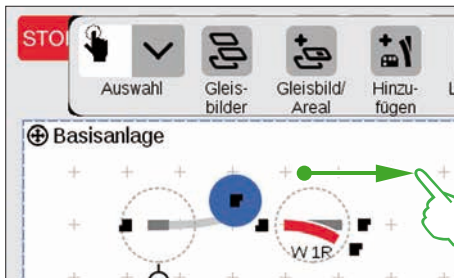 STO
Auswahl
Gleis-
bilder
Gleisbild/
Areal
Hinzu-
fügen
L
Basisanlage
W 1R